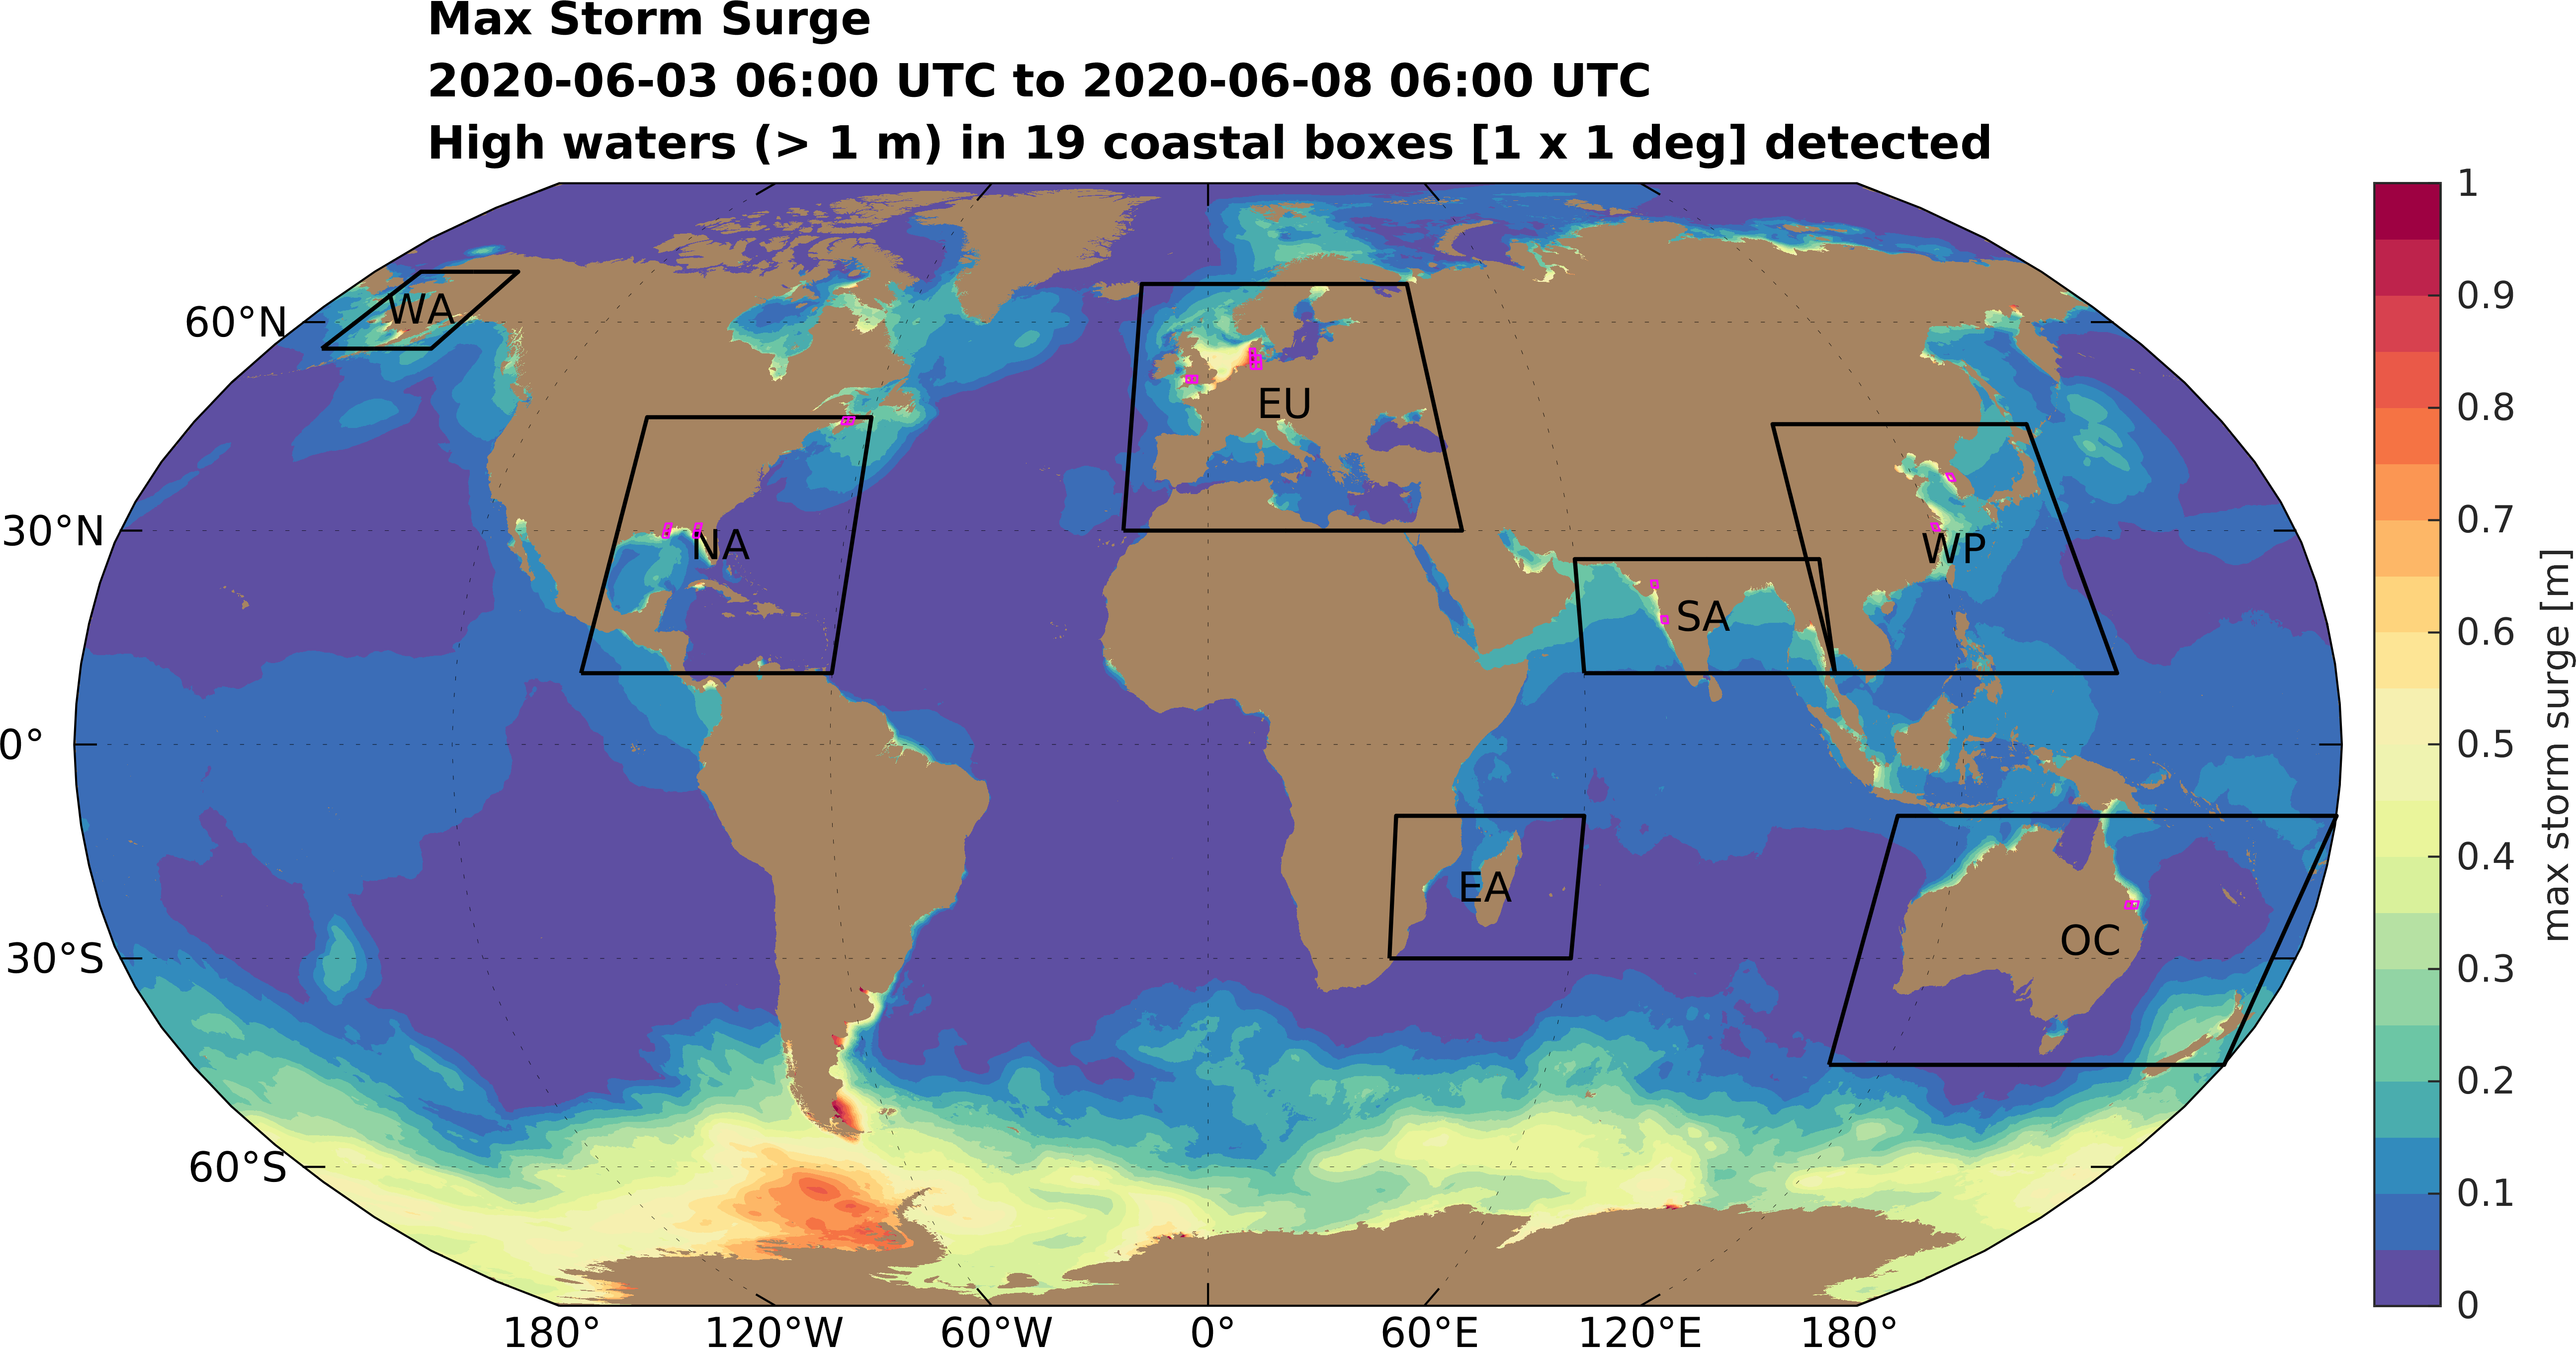 Max Storm Surge
2020-06-03 06:00 UTC to 2020-06-08 06:00 UTC
High waters (> 1 m) in 19 coastal boxes [1 x 1 deg] detected
1
0.9
0.8
0.7
0.6
0.5
0.4
0.3
0.2
0.1
0
max storm surge [m]
60°N
30°N
0°
30°S
60°S
WA
EU
NA
WP
SA
EA
OC
180°
120°W
60°W
0°
60°E
120°E
180°